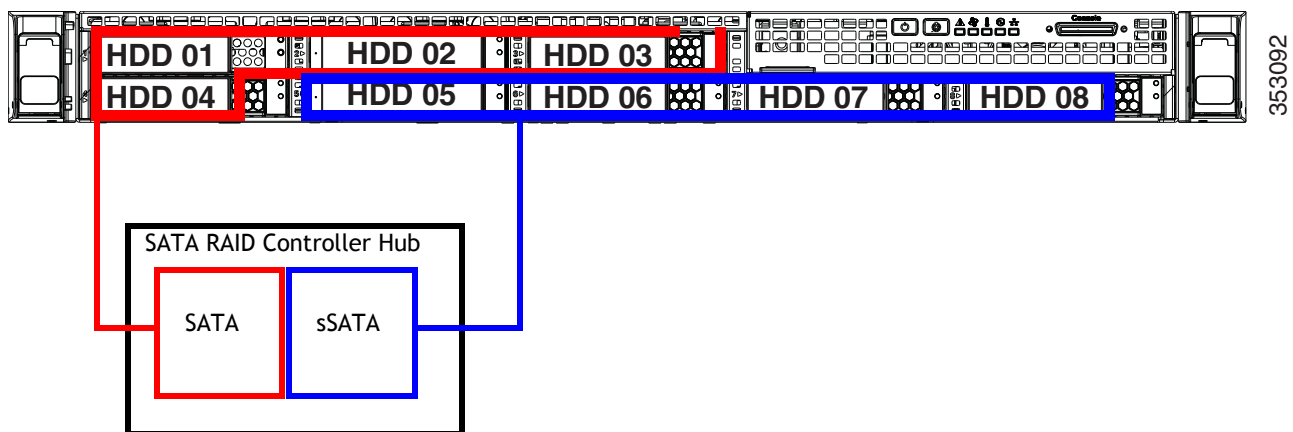 Console
HDD 01 HDD 02 HDD 03
HDD 04 HDD 05 HDD 06 HDD 07 HDD 08
353092
SATA RAID Controller Hub
SATA sSATA